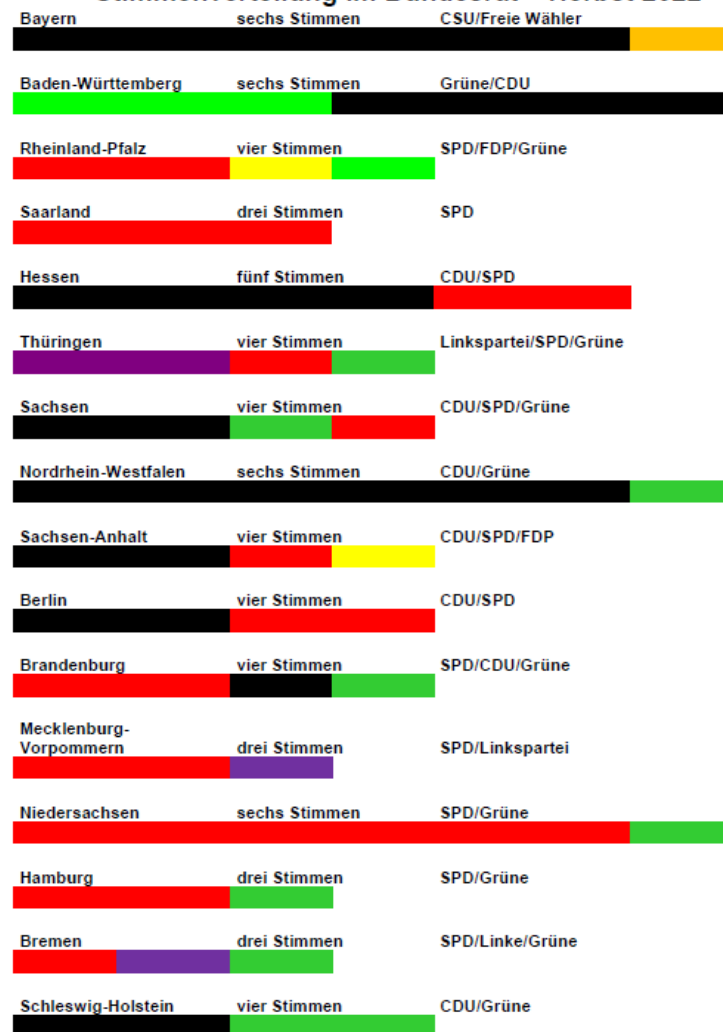 Bayern sechs Stimmen CSU/Freie Wähler
Baden-Württemberg sechs Stimmen Grüne/CDU
Rheinland-Pfalz vier Stimmen SPD/FDP/Grüne
Saarland drei Stimmen SPD
Hessen fünf Stimmen CDU/SPD
Thüringen vier Stimmen Linkspartei/SPD/Grüne
Sachsen vier Stimmen CDU/SPD/Grüne
Nordrhein-Westfalen sechs Stimmen CDU/Grüne
Sachsen-Anhalt vier Stimmen CDU/SPD/FDP
Berlin vier Stimmen CDU/SPD
Brandenburg vier Stimmen SPD/CDU/Grüne
Mecklenburg-
Vorpommern drei Stimmen SPD/Linkspartei
Niedersachsen sechs Stimmen SPD/Grüne
Hamburg drei Stimmen SPD/Grüne
Bremen drei Stimmen SPD/Linke/Grüne
Schleswig-Holstein vier Stimmen CDU/Grüne